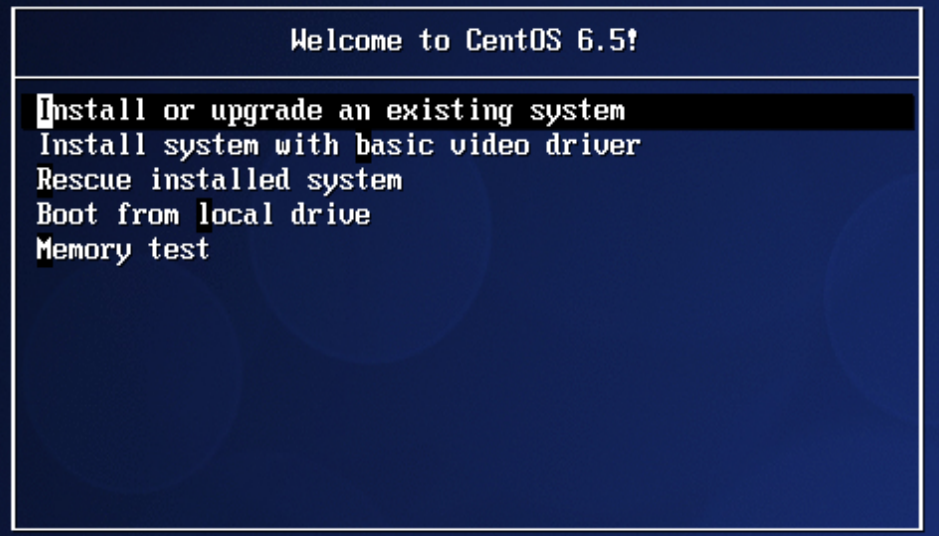 Welcome to CentOS 6.5!
Install or upgrade an existing system
Install system with basic video driver
Rescue installed system
Boot from local drive
Memory test